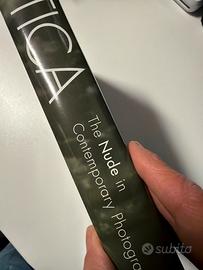 TICA
The Nude in
Contemporary Photogra
subito